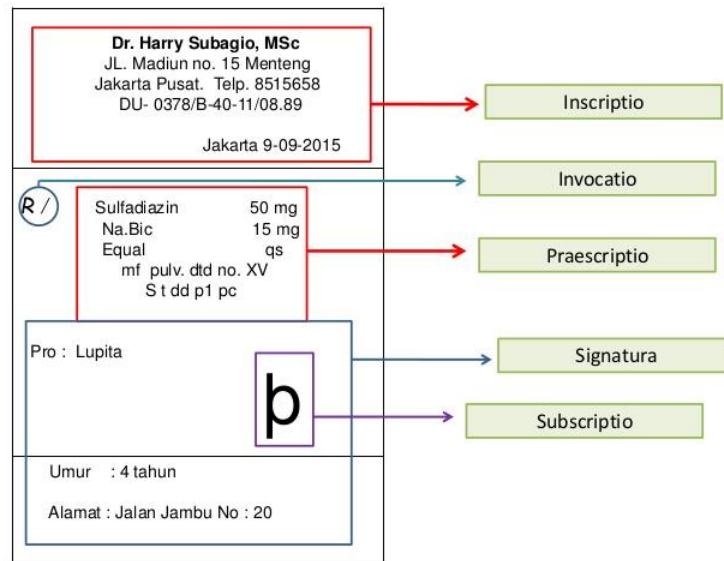 Dr. Harry Subagio, MSc
JL. Madiun no. 15 Menteng
Jakarta Pusat. Telp. 8515658
DU- 0378/B-40-11/08.89
Jakarta 9-09-2015
Inscriptio
Invocatio
R /
Sulfadiazin 50 mg
Na.Bic 15 mg
Equal qs
mf pulv. dtd no. XV
S t dd p1 pc
Praescriptio
Pro : Lupita
Signatura
þ
Subscriptio
Umur : 4 tahun
Alamat : Jalan Jambu No : 20